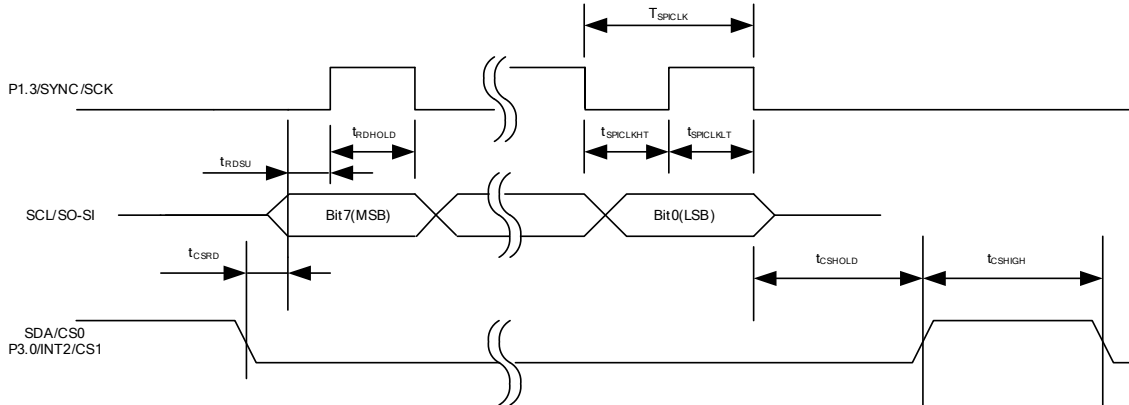 TSPICLK
P1.3/SYNC/SCK
tRDHOLD
tSPICLKHT
tSPICLKLT
tRDSU
SCL/SO-SI
Bit7(MSB)
Bit0(LSB)
tCSRD
tCSHOLD
tCSHIGH
SDA/CS0
P3.0/INT2/CS1